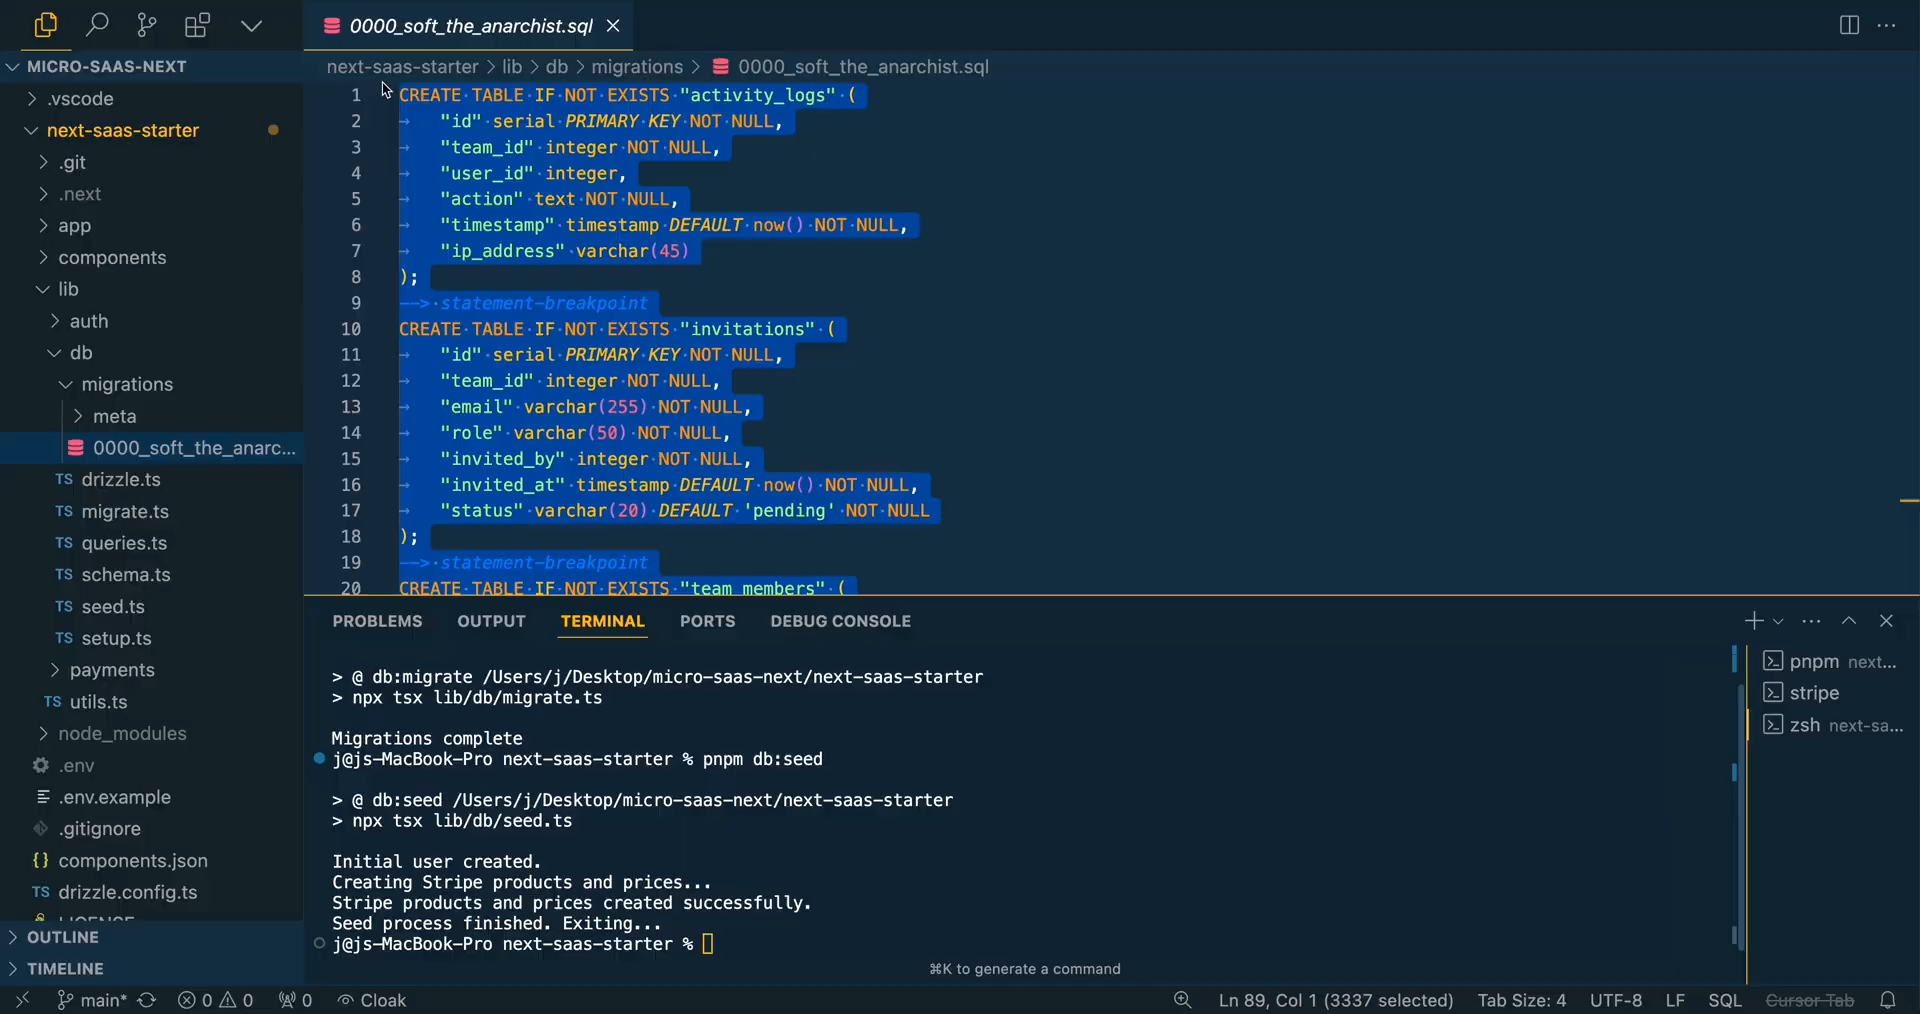 0000_soft_the_anarchist.sql
MICRO-SAAS-NEXT
next-saas-starter > lib > db > migrations > 0000_soft_the_anarchist.sql
.vscode
next-saas-starter
.git
.next
app
components
lib
auth
db
migrations
meta
0000_soft_the_anarc...
TS drizzle.ts
TS migrate.ts
TS queries.ts
TS schema.ts
TS seed.ts
TS setup.ts
payments
TS utils.ts
node_modules
.env
.env.example
.gitignore
{} components.json
TS drizzle.config.ts
LICENSE
OUTLINE
TIMELINE
1 CREATE TABLE IF NOT EXISTS "activity_logs" (
2 "id" serial PRIMARY KEY NOT NULL,
3 "team_id" integer NOT NULL,
4 "user_id" integer,
5 "action" text NOT NULL,
6 "timestamp" timestamp DEFAULT now() NOT NULL,
7 "ip_address" varchar(45)
8 );
9 --> statement-breakpoint
10 CREATE TABLE IF NOT EXISTS "invitations" (
11 "id" serial PRIMARY KEY NOT NULL,
12 "team_id" integer NOT NULL,
13 "email" varchar(255) NOT NULL,
14 "role" varchar(50) NOT NULL,
15 "invited_by" integer NOT NULL,
16 "invited_at" timestamp DEFAULT now() NOT NULL,
17 "status" varchar(20) DEFAULT 'pending' NOT NULL
18 );
19 --> statement-breakpoint
20 CREATE TABLE IF NOT EXISTS "team_members" (
PROBLEMS OUTPUT TERMINAL PORTS DEBUG CONSOLE
> @ db:migrate /Users/j/Desktop/micro-saas-next/next-saas-starter
> npx tsx lib/db/migrate.ts
Migrations complete
j@js-MacBook-Pro next-saas-starter % pnpm db:seed
> @ db:seed /Users/j/Desktop/micro-saas-next/next-saas-starter
> npx tsx lib/db/seed.ts
Initial user created.
Creating Stripe products and prices...
Stripe products and prices created successfully.
Seed process finished. Exiting...
j@js-MacBook-Pro next-saas-starter %
⌘K to generate a command
pnpm next...
stripe
zsh next-sa...
main* 0 0 0 Cloak
Ln 89, Col 1 (3337 selected) Tab Size: 4 UTF-8 LF SQL Cursor Tab